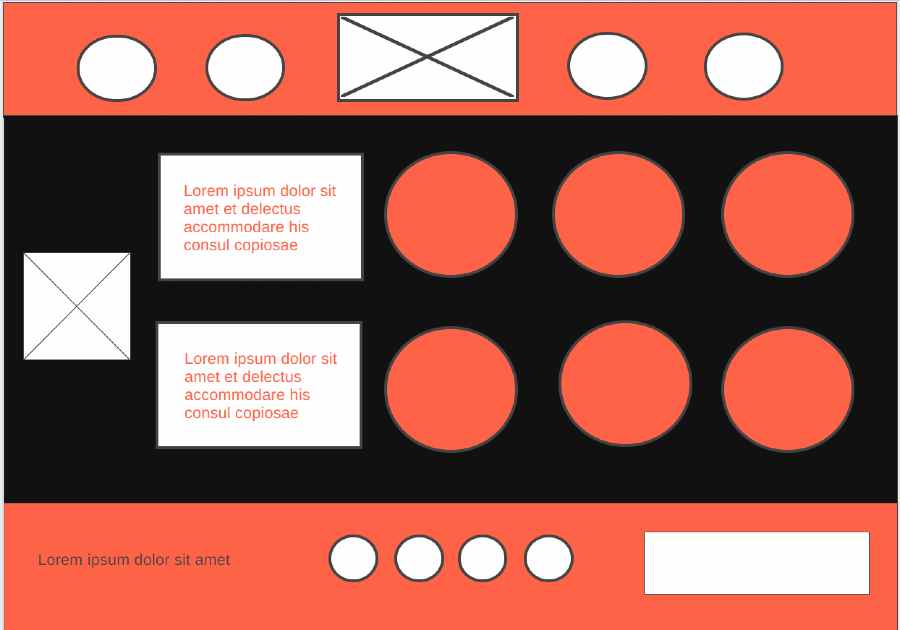 Lorem ipsum dolor sit
amet et delectus
accommodare his
consul copiosae
Lorem ipsum dolor sit
amet et delectus
accommodare his
consul copiosae
Lorem ipsum dolor sit amet